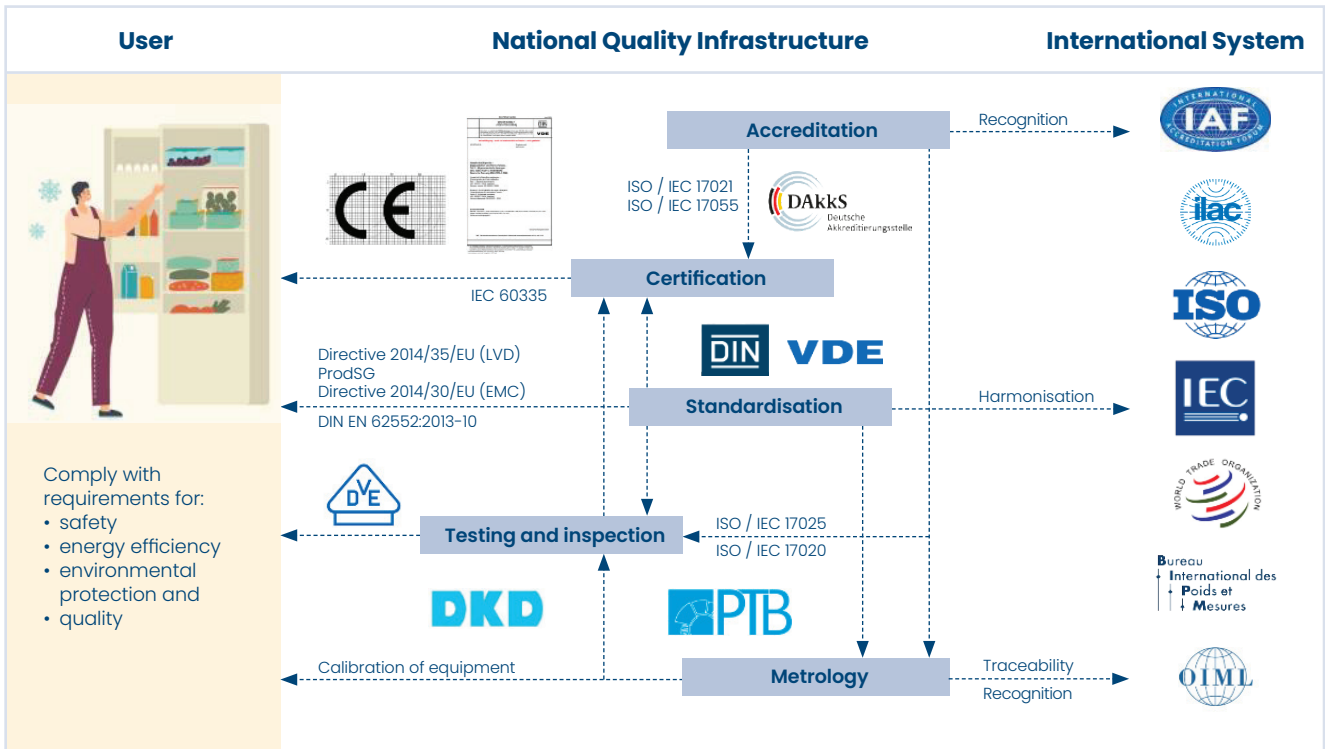 User
National Quality Infrastructure
International System
Accreditation
Recognition
INTERNATIONAL
IAF
ACCREDITATION FORUM
ISO / IEC 17021
ISO / IEC 17055
DAkkS
Deutsche
Akkreditierungsstelle
ilac
CE
VDE
Certification
IEC 60335
ISO
DIN
VDE
Directive 2014/35/EU (LVD)
ProdSG
Directive 2014/30/EU (EMC)
DIN EN 62552:2013-10
Standardisation
Harmonisation
IEC
WORLD TRADE ORGANIZATION
Comply with
requirements for:
• safety
• energy efficiency
• environmental
protection and
• quality
DVE
Testing and inspection
ISO / IEC 17025
ISO / IEC 17020
Bureau
International des
Poids et
Mesures
DKD
PTB
Calibration of equipment
Metrology
Traceability
Recognition
OIML